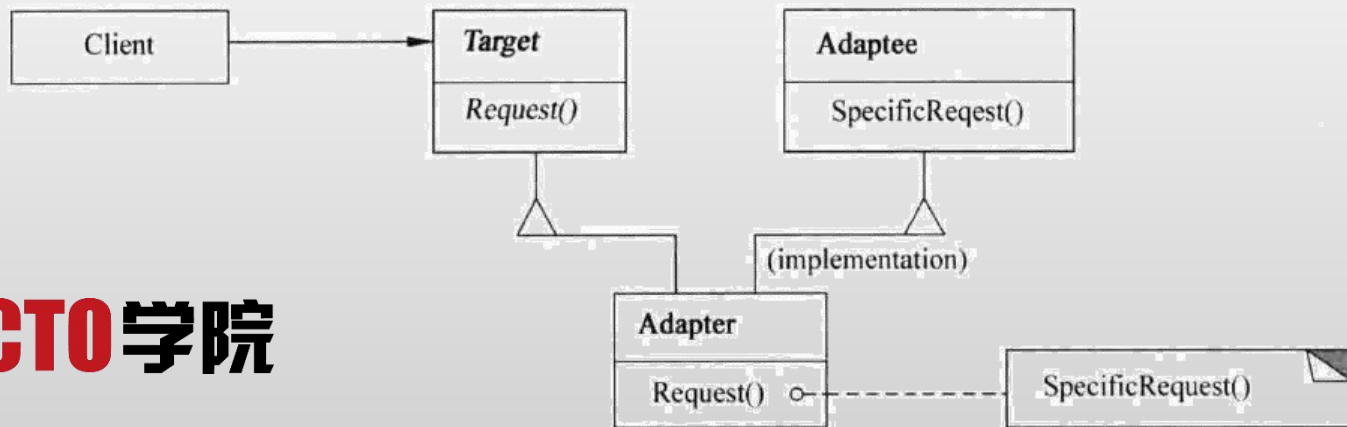 Client
Target
Adaptee
Request()
SpecificReqest()
(implementation)
Adapter
Request()
SpecificRequest()
CTO学院